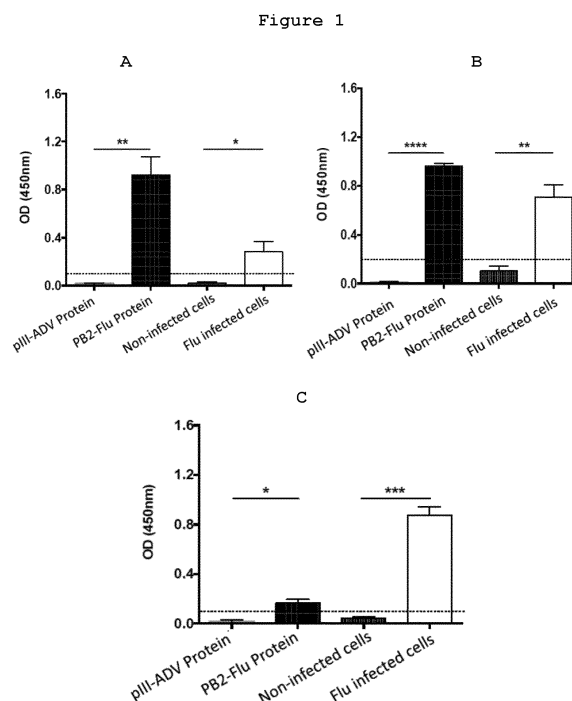 Figure 1
A
OD (450nm)
1.6
1.2
0.8
0.4
0.0
**
*
pIII-ADV Protein
PB2-Flu Protein
Non-infected cells
Flu infected cells
B
OD (450nm)
1.6
1.2
0.8
0.4
0.0
****
**
pIII-ADV Protein
PB2-Flu Protein
Non-infected cells
Flu infected cells
C
OD (450nm)
1.6
1.2
0.8
0.4
0.0
*
***
pIII-ADV Protein
PB2-Flu Protein
Non-infected cells
Flu infected cells